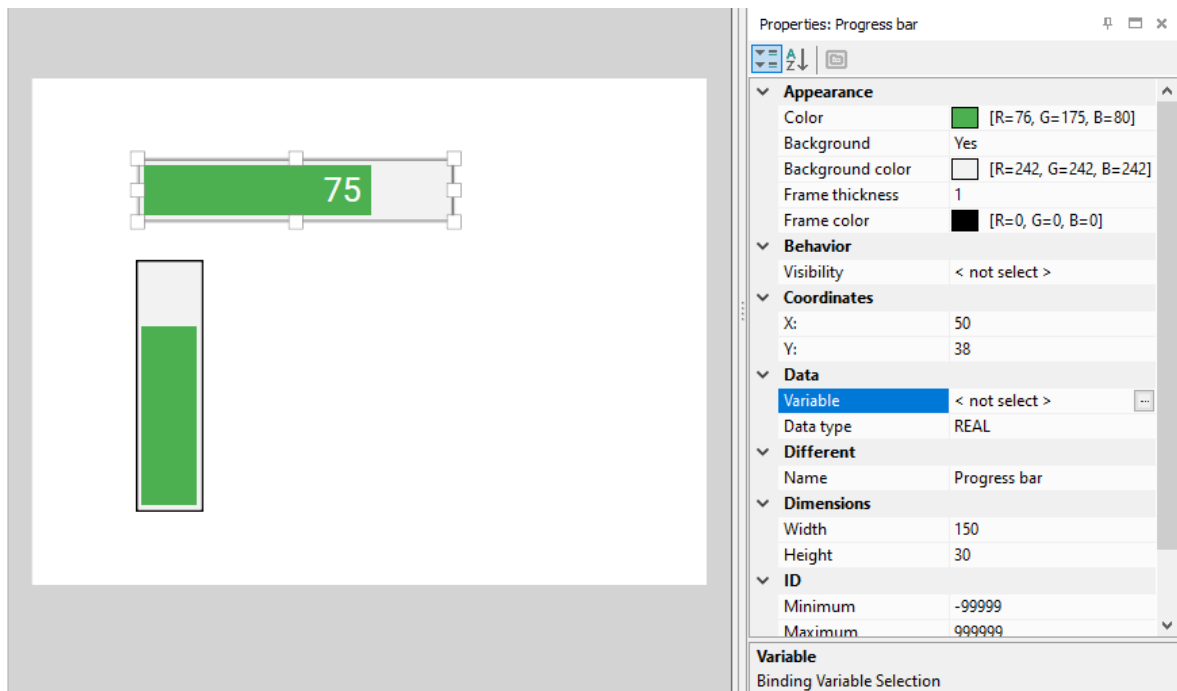 75
Properties: Progress bar
Appearance
Color [R=76, G=175, B=80]
Background Yes
Background color [R=242, G=242, B=242]
Frame thickness 1
Frame color [R=0, G=0, B=0]
Behavior
Visibility < not select >
Coordinates
X: 50
Y: 38
Data
Variable < not select > ...
Data type REAL
Different
Name Progress bar
Dimensions
Width 150
Height 30
ID
Minimum -99999
Maximum 999999
Variable
Binding Variable Selection